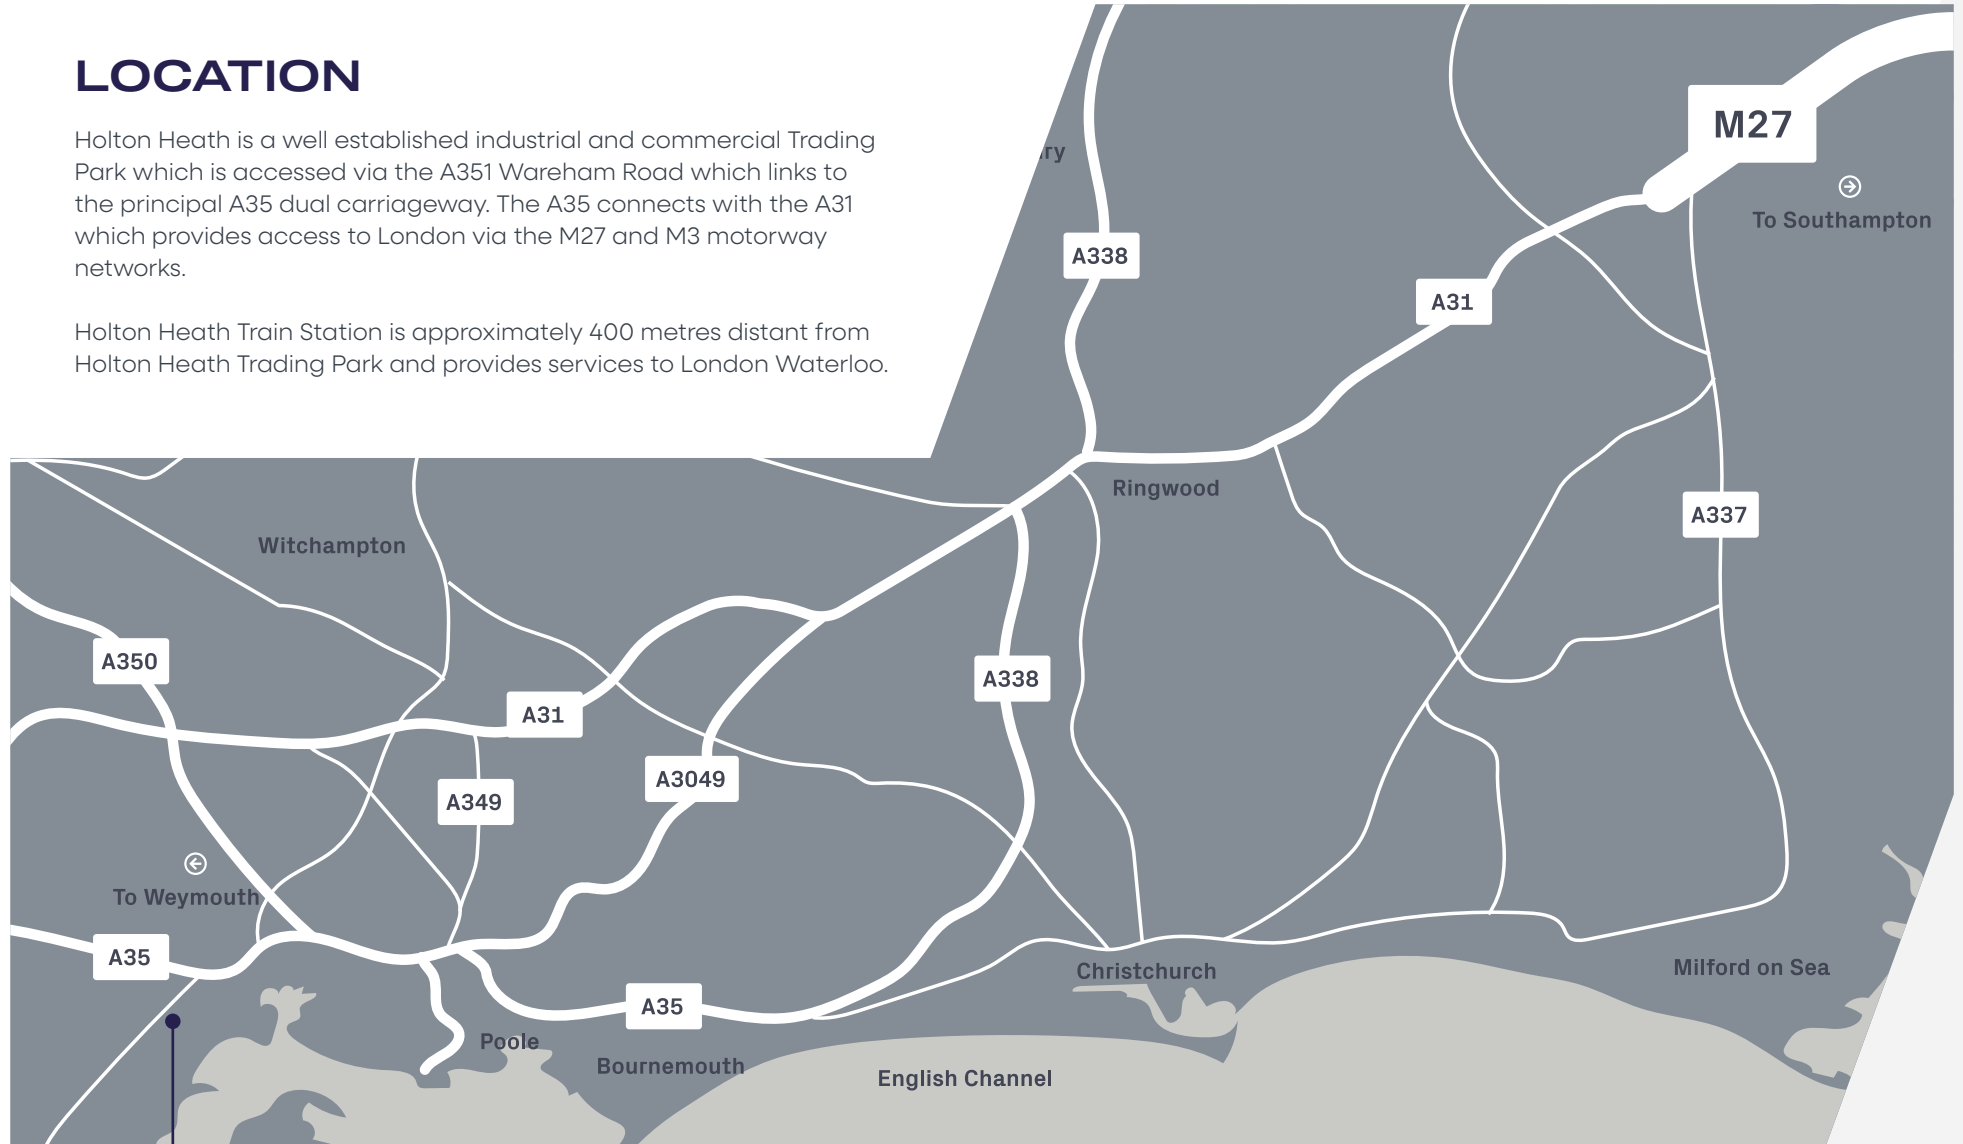 LOCATION
Holton Heath is a well established industrial and commercial Trading
Park which is accessed via the A351 Wareham Road which links to
the principal A35 dual carriageway. The A35 connects with the A31
which provides access to London via the M27 and M3 motorway
networks.
Holton Heath Train Station is approximately 400 metres distant from
Holton Heath Trading Park and provides services to London Waterloo.
M27
To Southampton
A338
A31
Ringwood
A337
Witchampton
A350
A338
A31
A3049
A349
To Weymouth
A35
Christchurch
Milford on Sea
A35
Poole
Bournemouth
English Channel